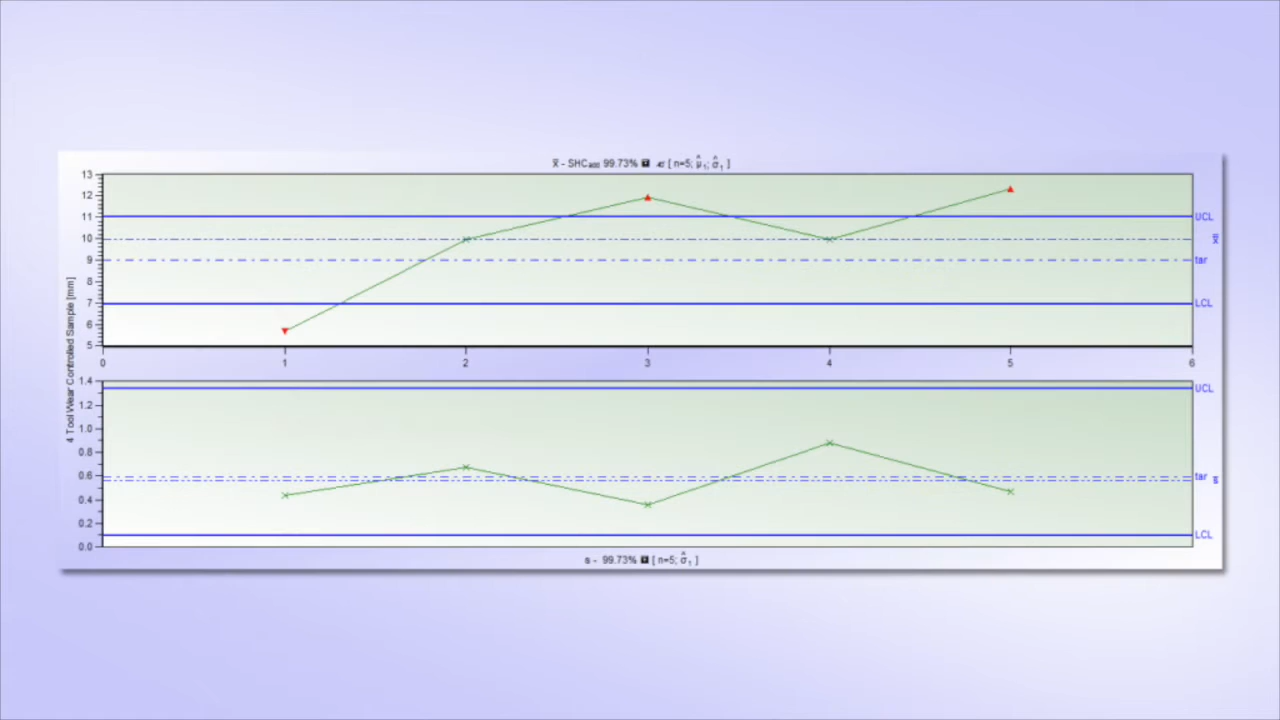 x̿ - SHCadd 99.73% [ n=5; μ̂1; σ̂1 ]
13
12
11
10
9
8
7
6
5
UCL
x̿
tar
LCL
0 1 2 3 4 5 6
4 Tool Wear Controlled Sample [mm]
1.4
1.2
1.0
0.8
0.6
0.4
0.2
0.0
UCL
tar
LCL
s - 99.73% [ n=5; σ̂1 ]